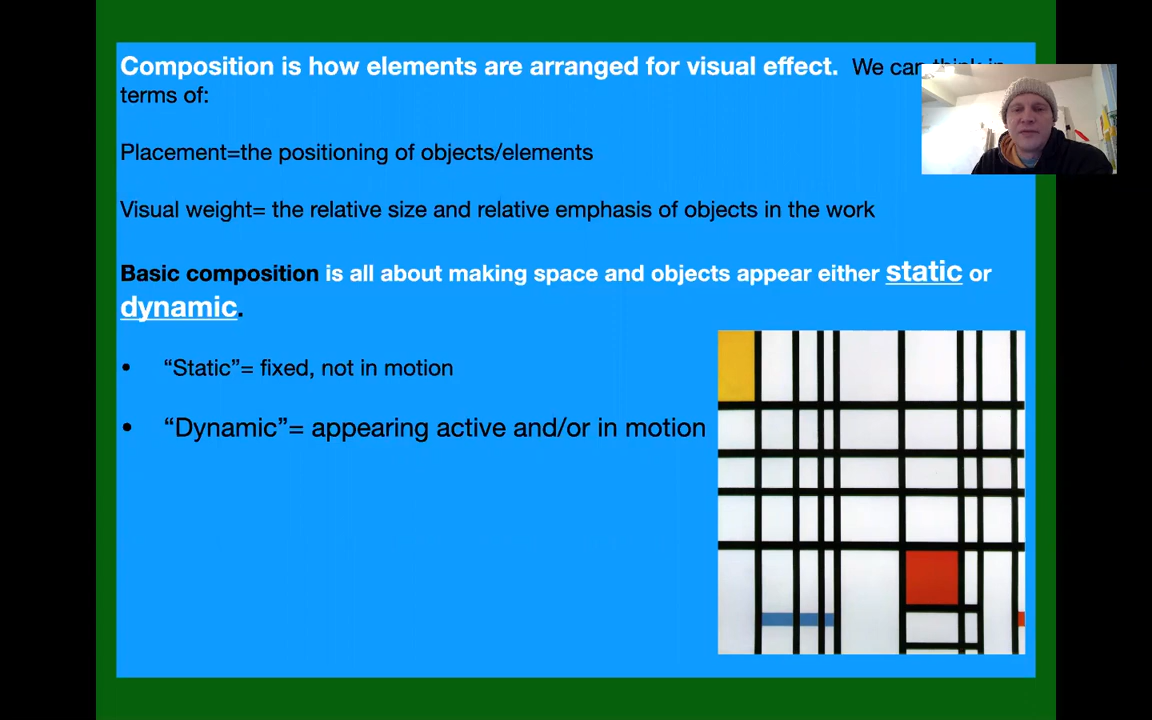 Composition is how elements are arranged for visual effect. We can think in
terms of:
Placement=the positioning of objects/elements
Visual weight= the relative size and relative emphasis of objects in the work
Basic composition is all about making space and objects appear either static or
dynamic.
• “Static”= fixed, not in motion
• “Dynamic”= appearing active and/or in motion